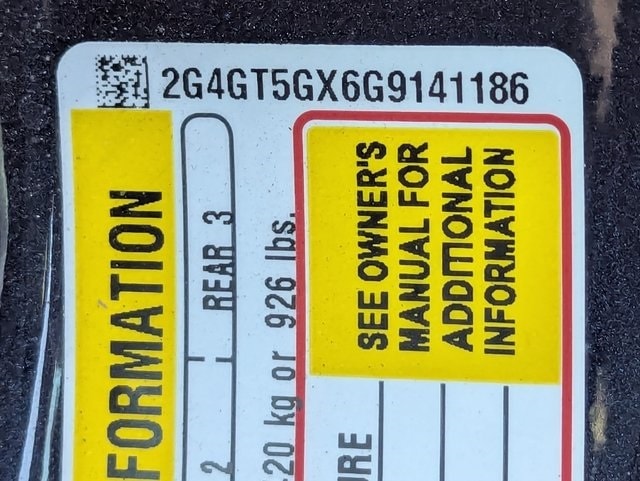 2G4GT5GX6G9141186
FORMATION
2 REAR 3
20 kg or 926 lbs.
SEE OWNER'S
MANUAL FOR
ADDITIONAL
INFORMATION
URE